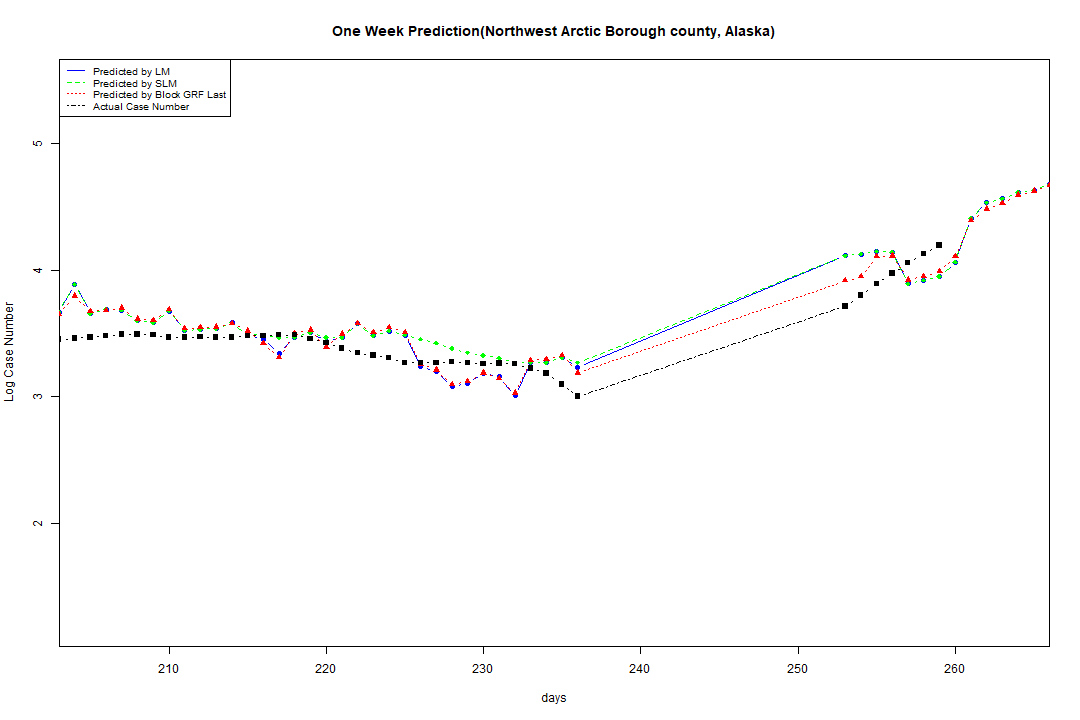 One Week Prediction(Northwest Arctic Borough county, Alaska)
Predicted by LM
Predicted by SLM
Predicted by Block GRF Last
Actual Case Number
5
4
3
2
Log Case Number
210 220 230 240 250 260
days